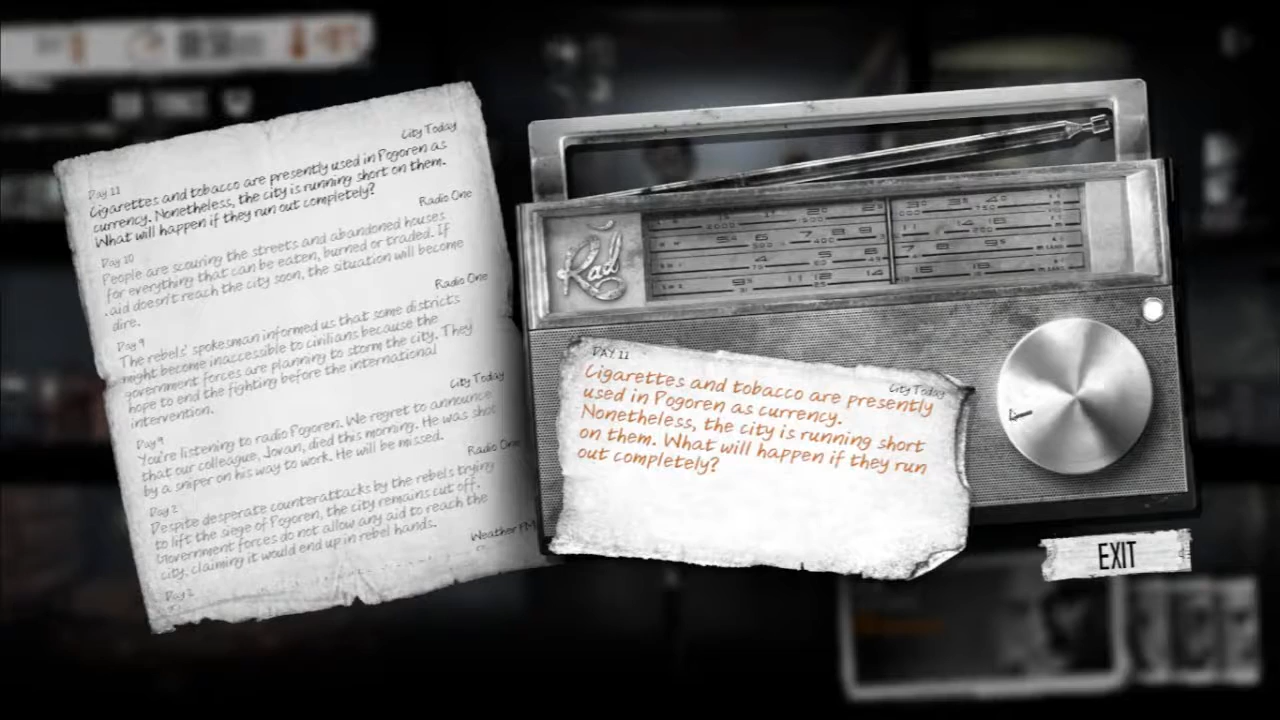 City Today
Day 11
Cigarettes and tobacco are presently used in Pogoren as
currency. Nonetheless, the city is running short on them.
What will happen if they run out completely?
Radio One
Day 10
People are scouring the streets and abandoned houses
for everything that can be eaten, burned or traded. If
aid doesn't reach the city soon, the situation will become
dire.
Radio One
Day 9
The rebels' spokesman informed us that some districts
might become inaccessible to civilians because the
government forces are planning to storm the city. They
hope to end the fighting before the international
intervention.
City Today
Day 9
You're listening to radio Pogoren. We regret to announce
that our colleague, Jovan, died this morning. He was shot
by a sniper on his way to work. He will be missed.
Radio One
Day 2
Despite desperate counterattacks by the rebels trying
to lift the siege of Pogoren, the city remains cut off.
Government forces do not allow any aid to reach the
city, claiming it would end up in rebel hands.
Weather FM
Day 2
Rad
DAY 11
City Today
Cigarettes and tobacco are presently
used in Pogoren as currency.
Nonetheless, the city is running short
on them. What will happen if they run
out completely?
EXIT